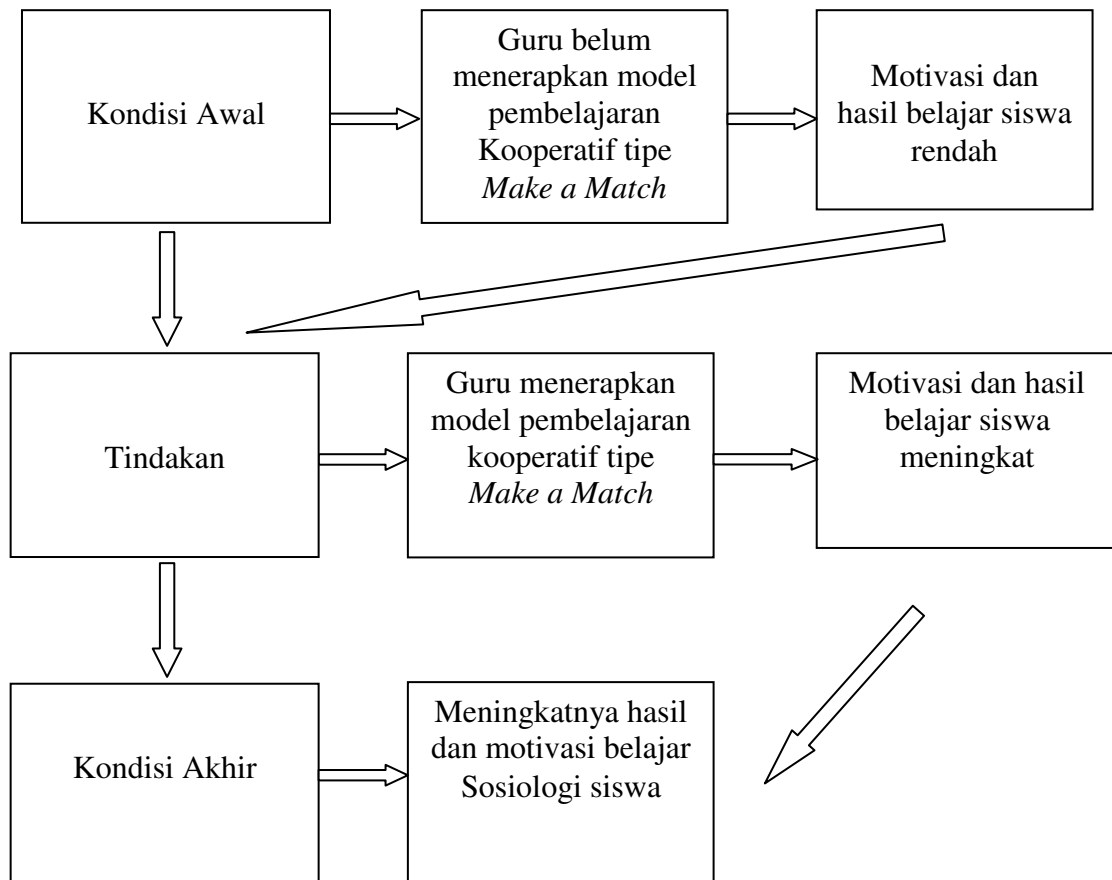 Kondisi Awal
Guru belum
menerapkan model
pembelajaran
Kooperatif tipe
Make a Match
Motivasi dan
hasil belajar siswa
rendah
Tindakan
Guru menerapkan
model pembelajaran
kooperatif tipe
Make a Match
Motivasi dan hasil
belajar siswa
meningkat
Kondisi Akhir
Meningkatnya hasil
dan motivasi belajar
Sosiologi siswa